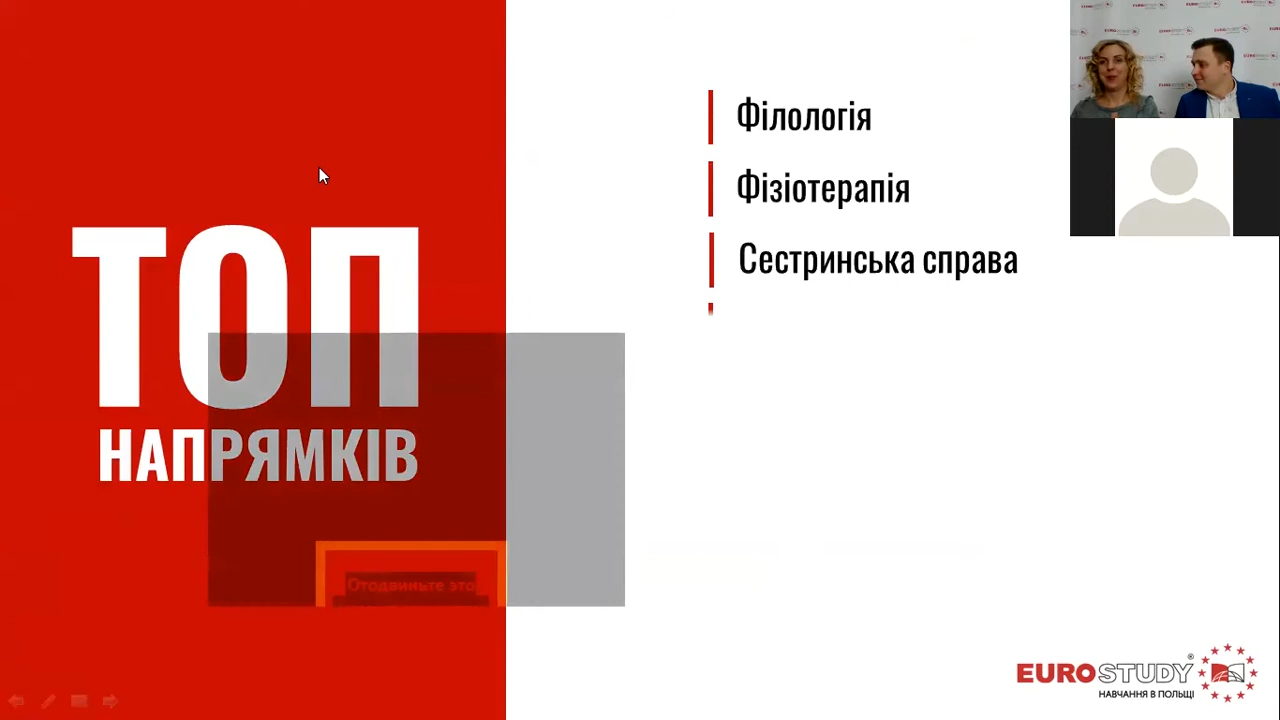 ТОП
НАПРЯМКІВ
Філологія
Фізіотерапія
Сестринська справа
Отодвиньте это
EUROSTUDY®
НАВЧАННЯ В ПОЛЬЩІ